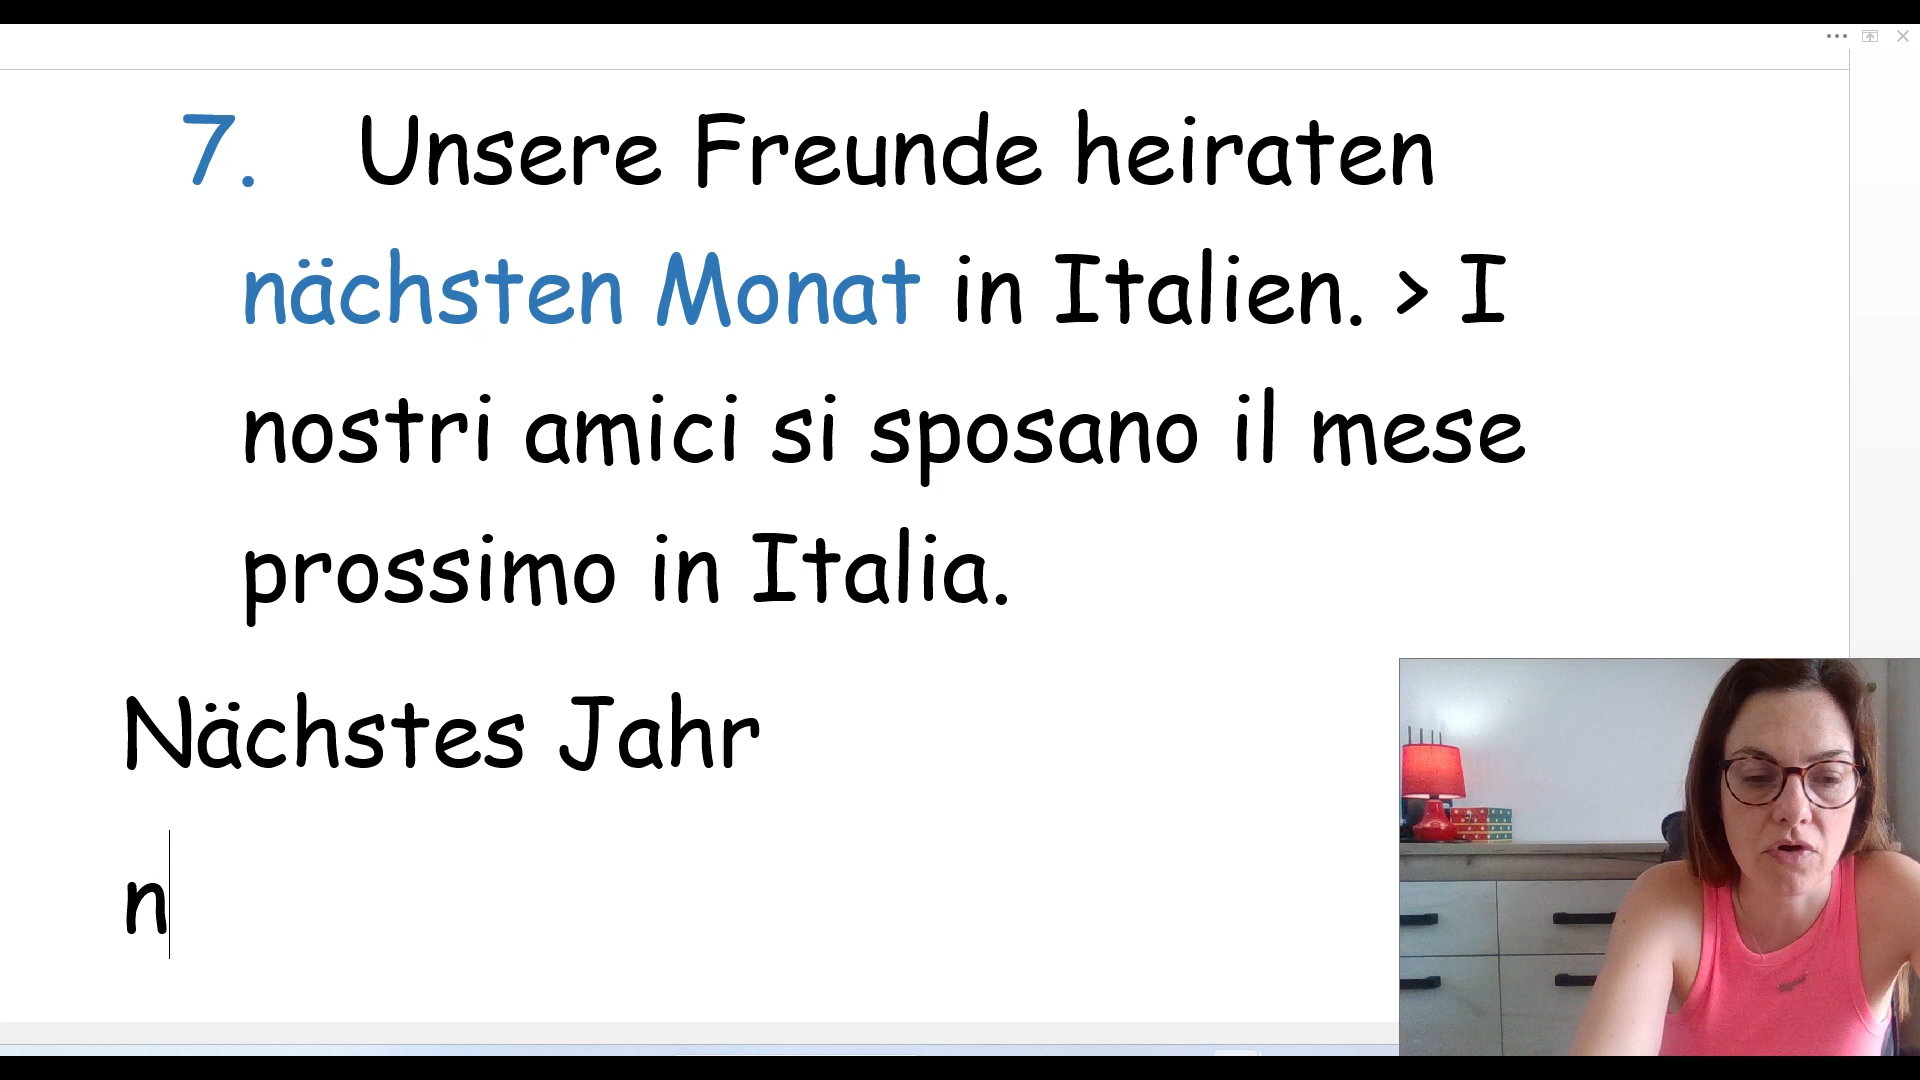 7. Unsere Freunde heiraten
nächsten Monat in Italien. > I
nostri amici si sposano il mese
prossimo in Italia.
Nächstes Jahr
n